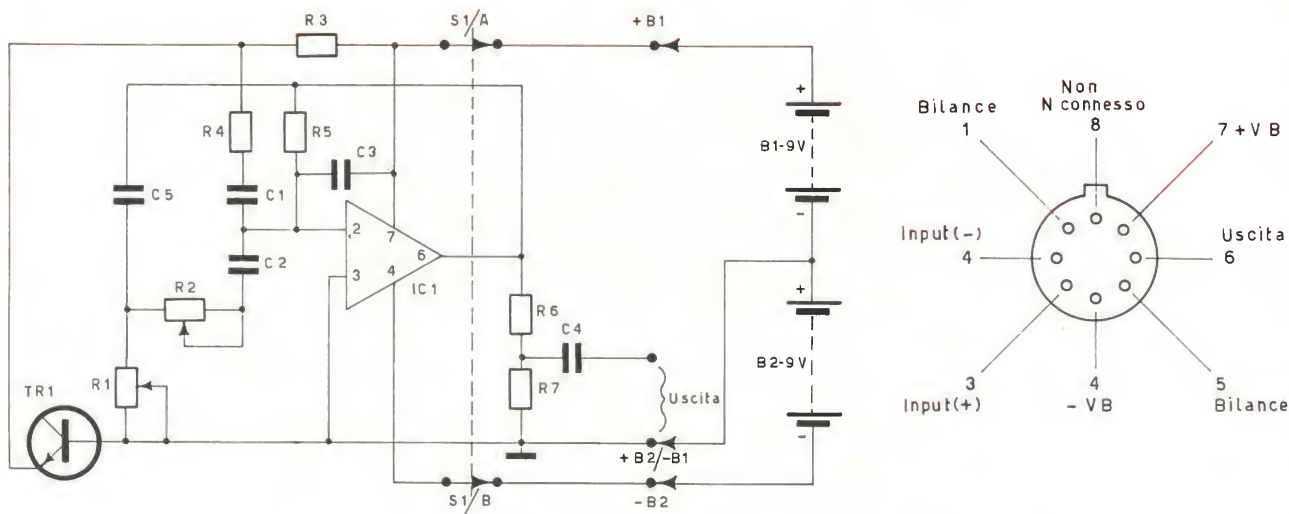 R3
S1/A
+B1
R4
R5
C3
C5
C1
2
7
6
3
4
IC1
C2
R2
R1
TR1
R6
C4
R7
Uscita
+
B1-9V
-
+
B2-9V
-
+B2/-B1
S1/B
-B2
Bilance
1
Non
N connesso
8
7 +VB
Input(-)
4
Uscita
6
3
Input(+)
4
-VB
5
Bilance